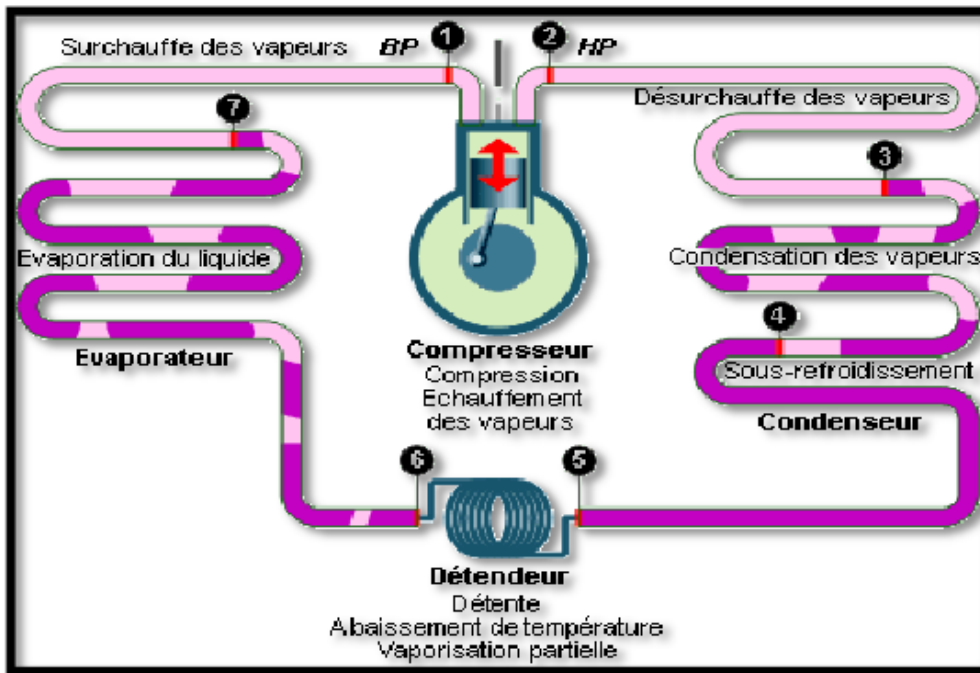 Surchauffe des vapeurs BP 1 2 HP
Désurchauffe des vapeurs
7
3
Evaporation du liquide
Condensation des vapeurs
4
Evaporateur
Compresseur
Compression
Echauffement
des vapeurs
Sous-refroidissement
Condenseur
6
5
Détendeur
Détente
Abaissement de température
Vaporisation partielle